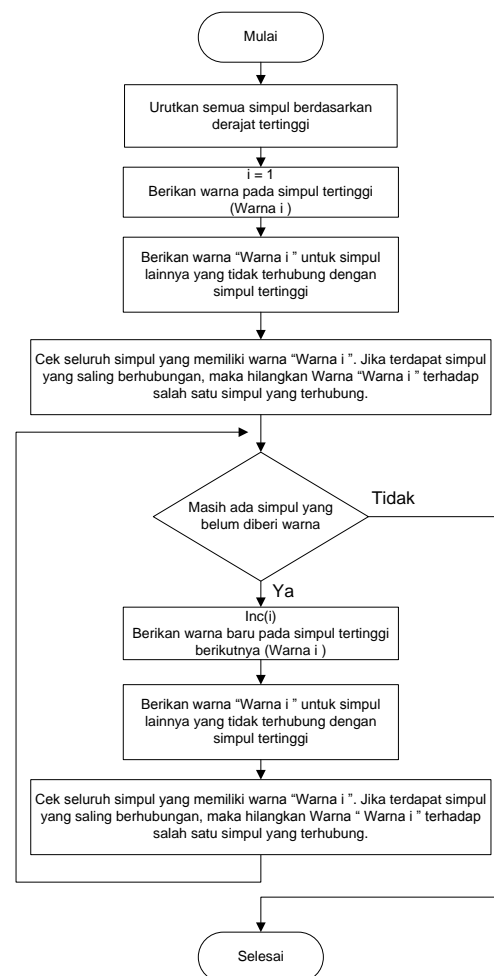 Mulai
Urutkan semua simpul berdasarkan
derajat tertinggi
i = 1
Berikan warna pada simpul tertinggi
(Warna i )
Berikan warna “Warna i ” untuk simpul
lainnya yang tidak terhubung dengan
simpul tertinggi
Cek seluruh simpul yang memiliki warna “Warna i ”. Jika terdapat simpul
yang saling berhubungan, maka hilangkan Warna “Warna i ” terhadap
salah satu simpul yang terhubung.
Masih ada simpul yang
belum diberi warna
Tidak
Ya
Inc(i)
Berikan warna baru pada simpul tertinggi
berikutnya (Warna i )
Berikan warna “Warna i ” untuk simpul
lainnya yang tidak terhubung dengan
simpul tertinggi
Cek seluruh simpul yang memiliki warna “Warna i ”. Jika terdapat simpul
yang saling berhubungan, maka hilangkan Warna “ Warna i ” terhadap
salah satu simpul yang terhubung.
Selesai